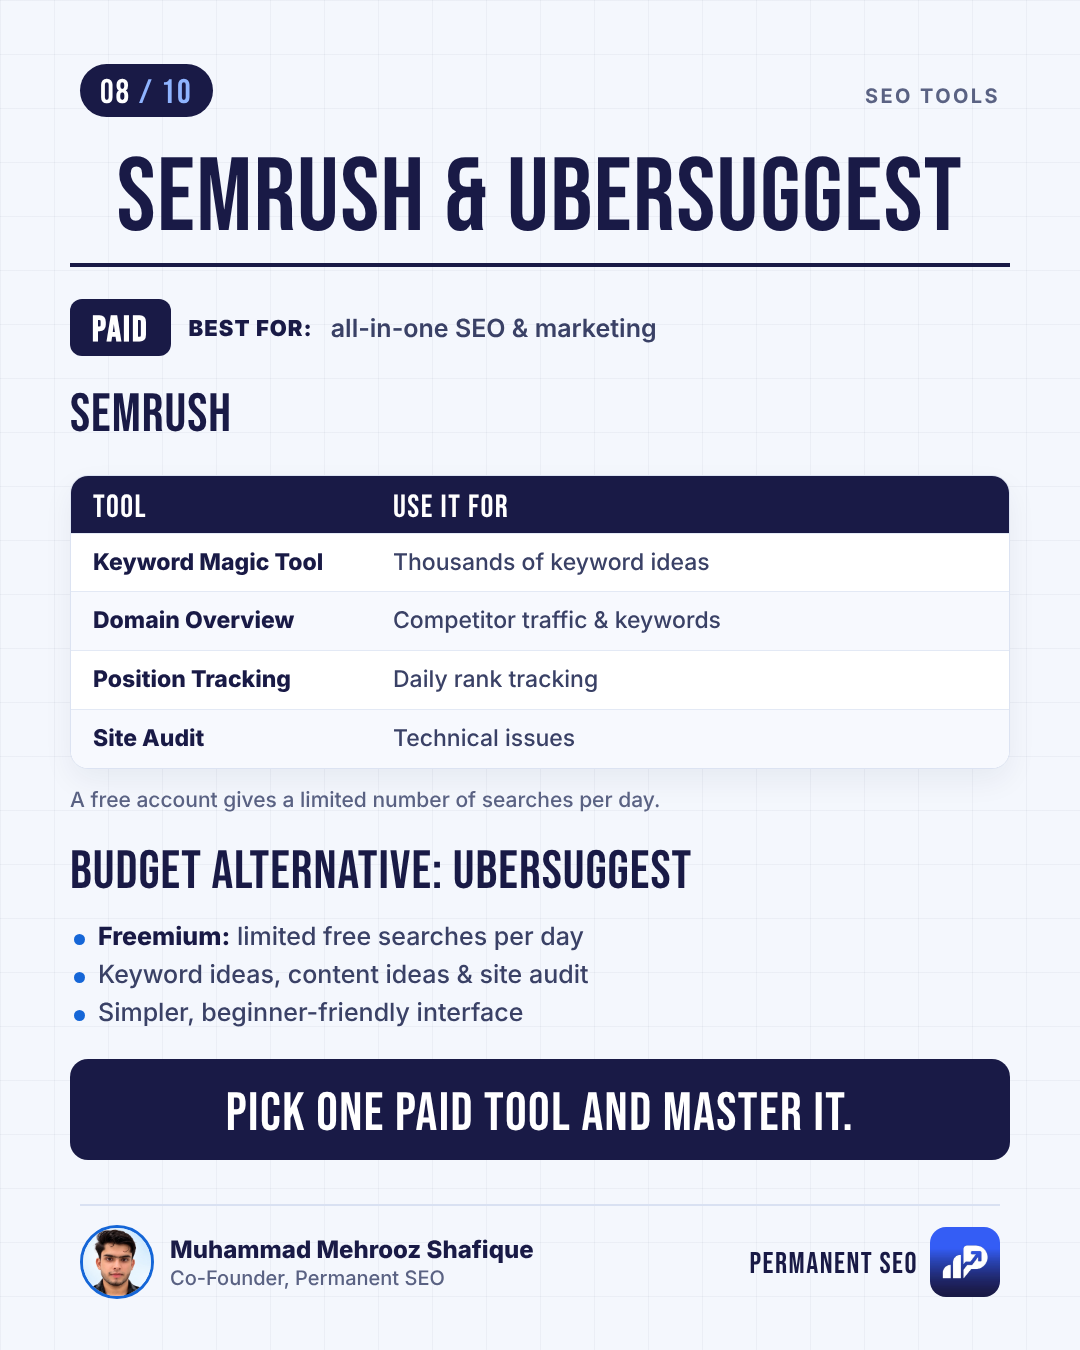 08 / 10
SEO TOOLS
SEMRUSH & UBERSUGGEST
PAID BEST FOR: all-in-one SEO & marketing
SEMRUSH
TOOL USE IT FOR
Keyword Magic Tool Thousands of keyword ideas
Domain Overview Competitor traffic & keywords
Position Tracking Daily rank tracking
Site Audit Technical issues
A free account gives a limited number of searches per day.
BUDGET ALTERNATIVE: UBERSUGGEST
Freemium: limited free searches per day
Keyword ideas, content ideas & site audit
Simpler, beginner-friendly interface
PICK ONE PAID TOOL AND MASTER IT.
Muhammad Mehrooz Shafique
Co-Founder, Permanent SEO
PERMANENT SEO